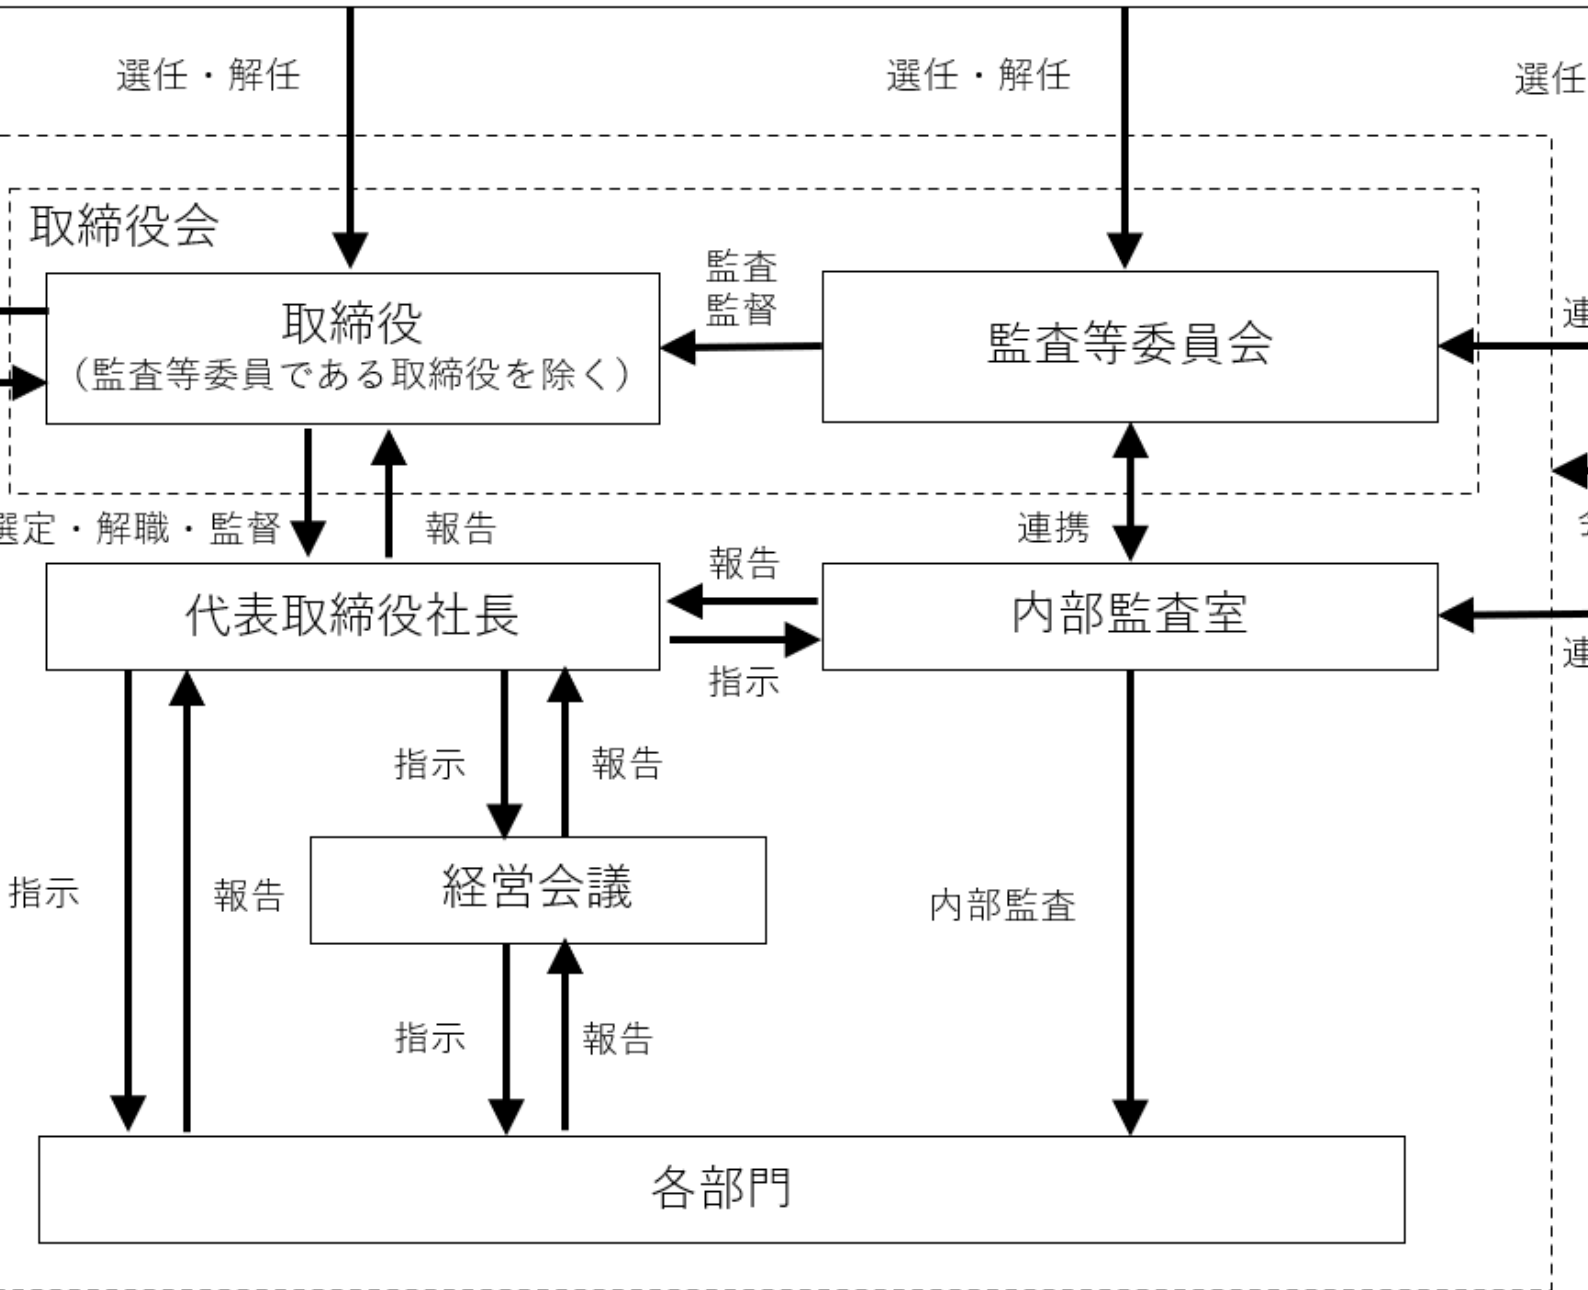 選任・解任
選任・解任
選任
取締役会
監査
監督
取締役
（監査等委員である取締役を除く）
監査等委員会
連
選定・解職・監督
報告
連携
報告
代表取締役社長
内部監査室
指示
連
指示
報告
経営会議
指示
報告
内部監査
指示
報告
各部門